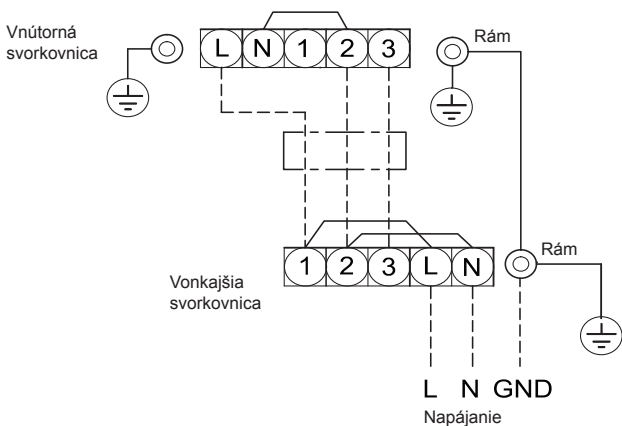 Vnútorná
svorkovnica
L N 1 2 3
Rám
1 2 3 L N
Rám
Vonkajšia
svorkovnica
L N GND
Napájanie